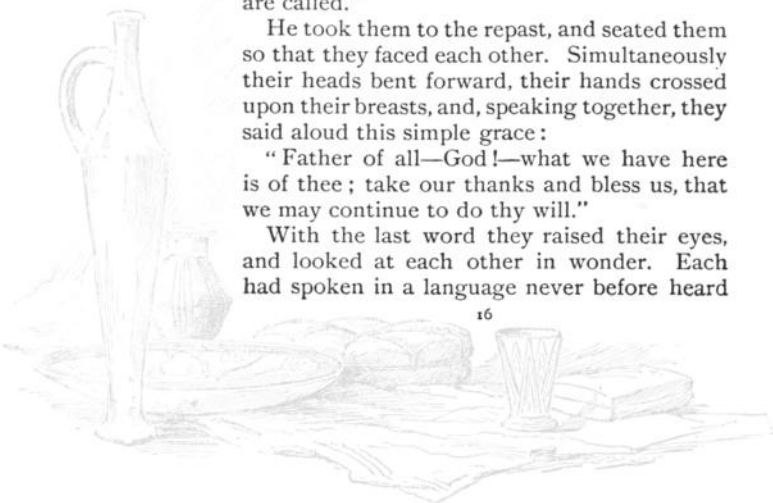 are called.
He took them to the repast, and seated them
so that they faced each other. Simultaneously
their heads bent forward, their hands crossed
upon their breasts, and, speaking together, they
said aloud this simple grace:
"Father of all—God!—what we have here
is of thee; take our thanks and bless us, that
we may continue to do thy will."
With the last word they raised their eyes,
and looked at each other in wonder. Each
had spoken in a language never before heard
16